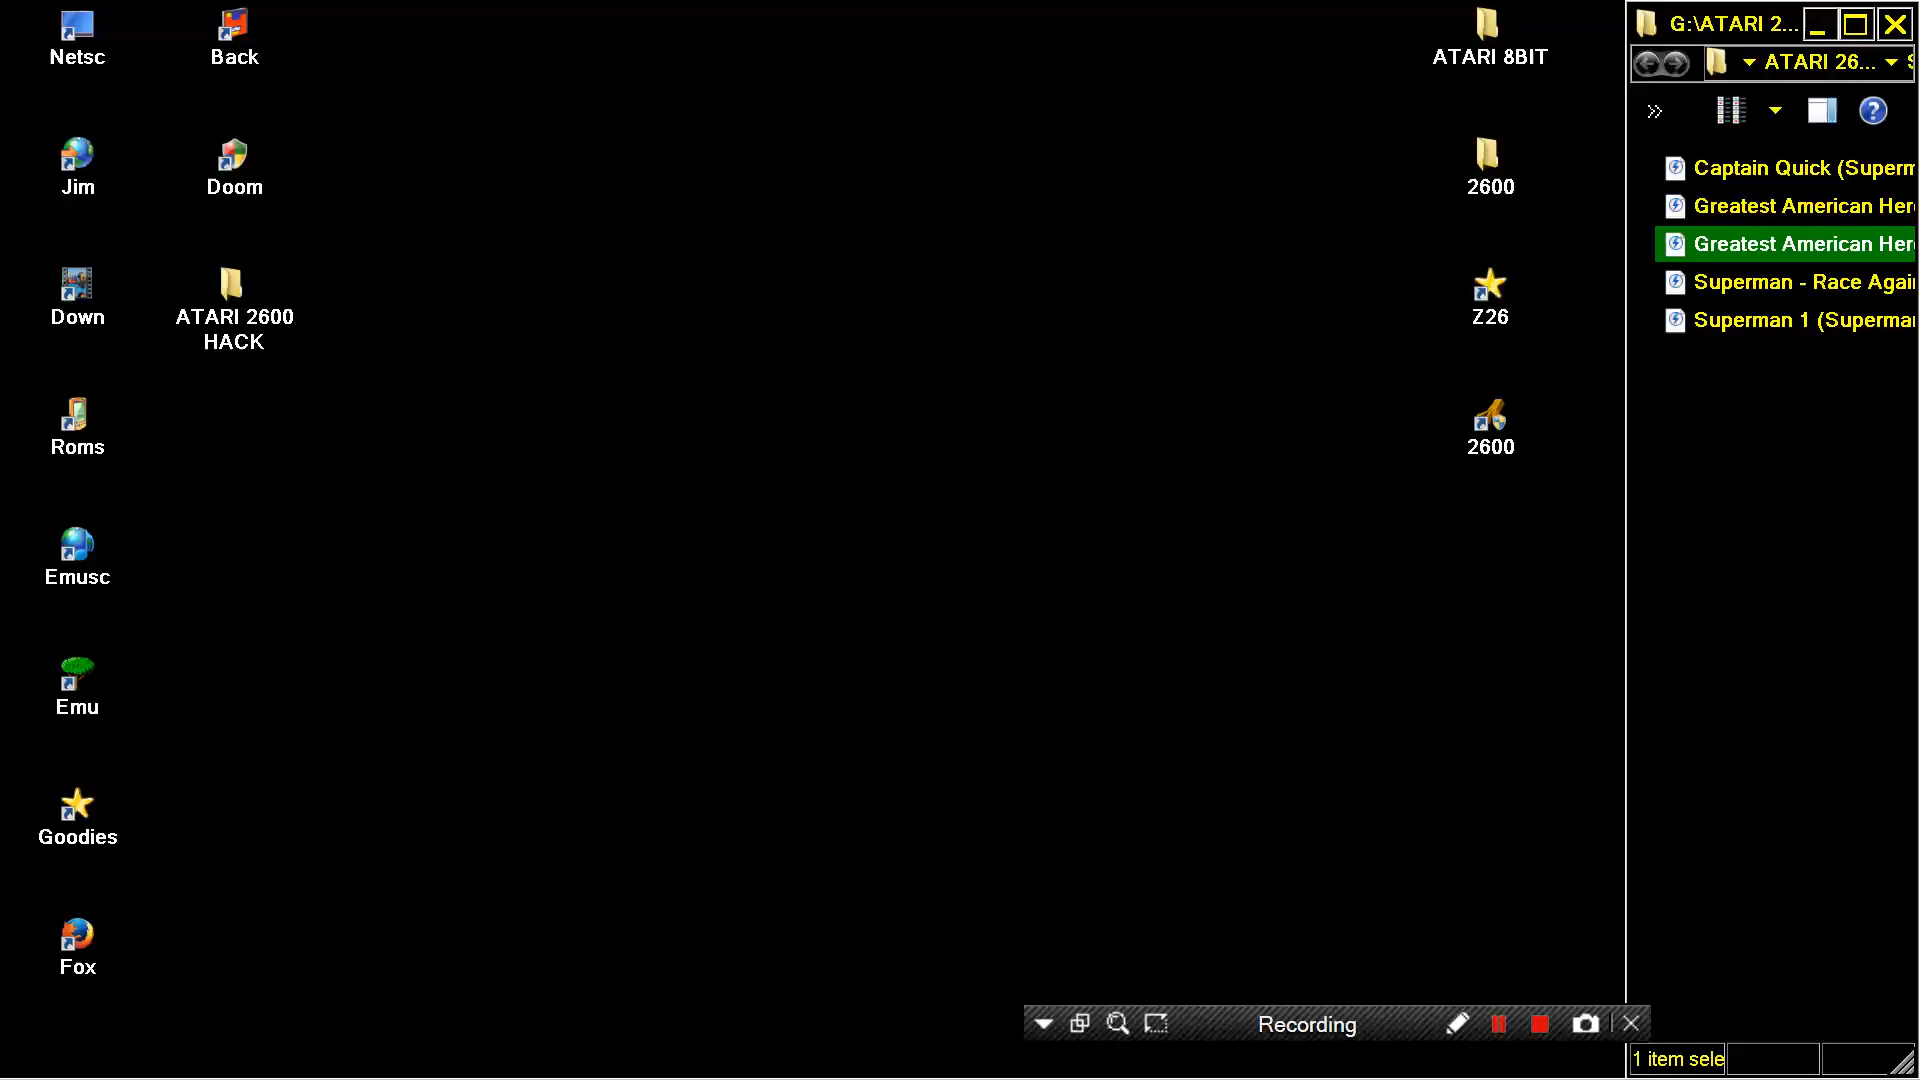 Netsc
Back
Jim
Doom
Down
ATARI 2600
HACK
Roms
Emusc
Emu
Goodies
Fox
ATARI 8BIT
2600
Z26
2600
G:\ATARI 2...
ATARI 26...
Captain Quick (Superm
Greatest American Her
Greatest American Her
Superman - Race Agai
Superman 1 (Superma
Recording
1 item sele